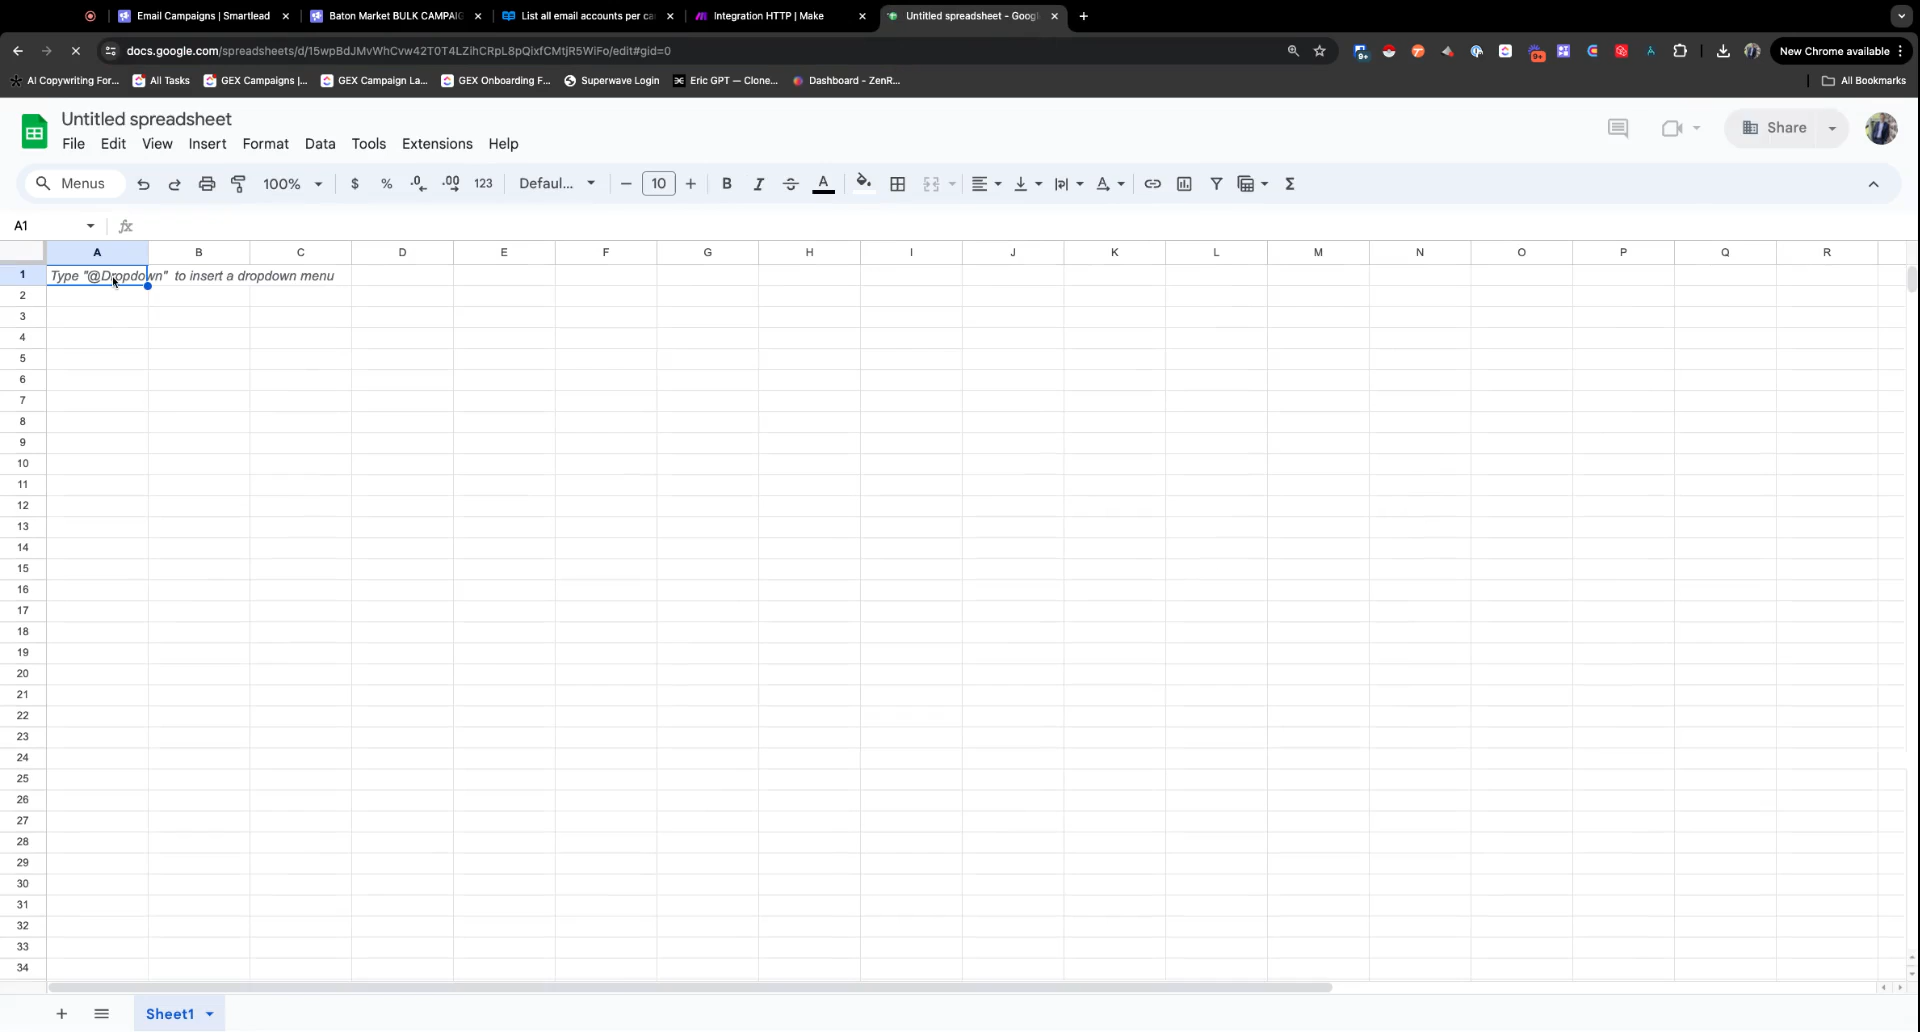 Email Campaigns | Smartlead
Baton Market BULK CAMPAIG
List all email accounts per ca
Integration HTTP | Make
Untitled spreadsheet - Googl
docs.google.com/spreadsheets/d/15wpBdJMvWhCvw42T0T4LZihCRpL8pQixfCMtjR5WiFo/edit#gid=0
9+
9+
New Chrome available
AI Copywriting For...
All Tasks
GEX Campaigns |...
GEX Campaign La...
GEX Onboarding F...
Superwave Login
Eric GPT — Clone...
Dashboard - ZenR...
All Bookmarks
Untitled spreadsheet
File Edit View Insert Format Data Tools Extensions Help
Share
Menus 100% $ % .0 .00 123 Defaul... 10 B I A Σ
A1 fx
A B C D E F G H I J K L M N O P Q R
1 Type "@Dropdown" to insert a dropdown menu
2
3
4
5
6
7
8
9
10
11
12
13
14
15
16
17
18
19
20
21
22
23
24
25
26
27
28
29
30
31
32
33
34
Sheet1